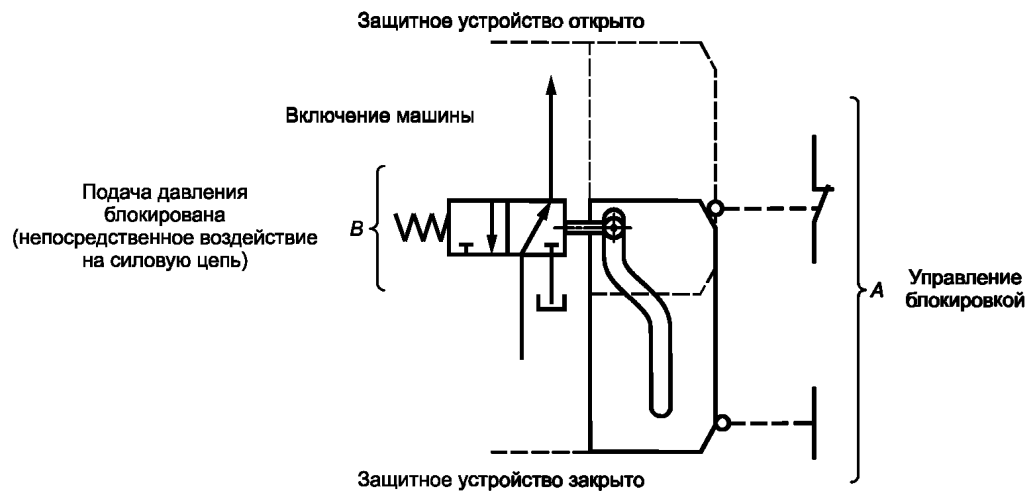 Защитное устройство открыто
Включение машины
Подача давления
блокирована
(непосредственное воздействие
на силовую цепь)
B
A
Управление
блокировкой
Защитное устройство закрыто